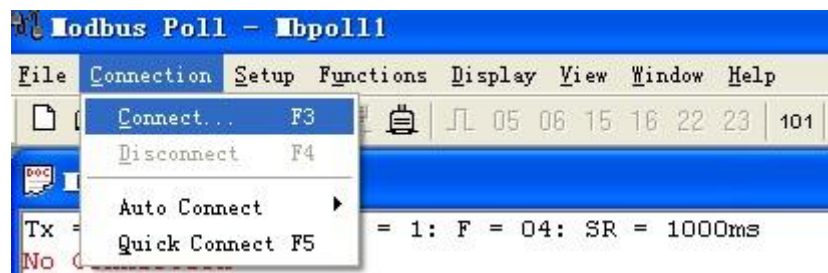 Modbus Poll - Mbpoll1
File Connection Setup Functions Display View Window Help
Connect... F3
05 06 15 16 22 23 101
Disconnect F4
DOC
Auto Connect
Tx = 1: F = 04: SR = 1000ms
Quick Connect F5
No